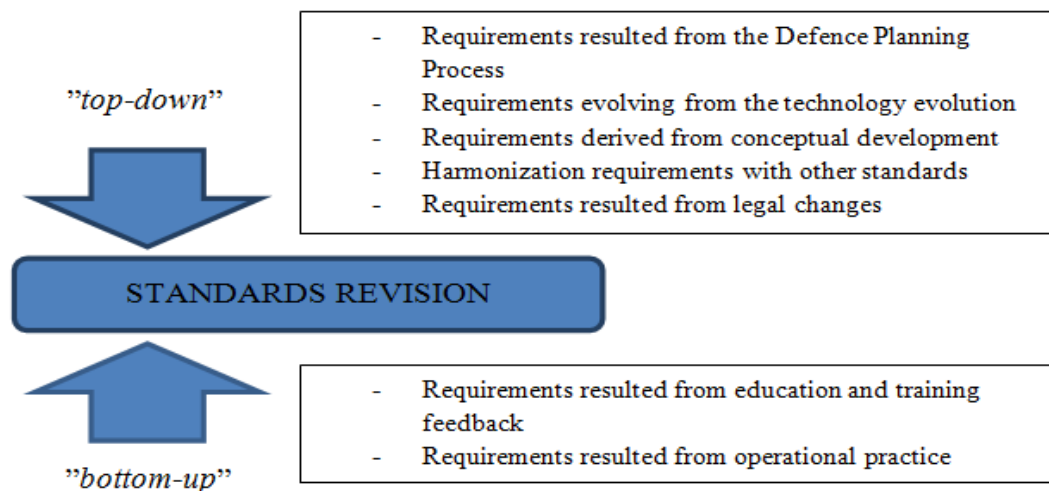 ”top-down”
- Requirements resulted from the Defence Planning
Process
- Requirements evolving from the technology evolution
- Requirements derived from conceptual development
- Harmonization requirements with other standards
- Requirements resulted from legal changes
STANDARDS REVISION
- Requirements resulted from education and training
feedback
- Requirements resulted from operational practice
”bottom-up”